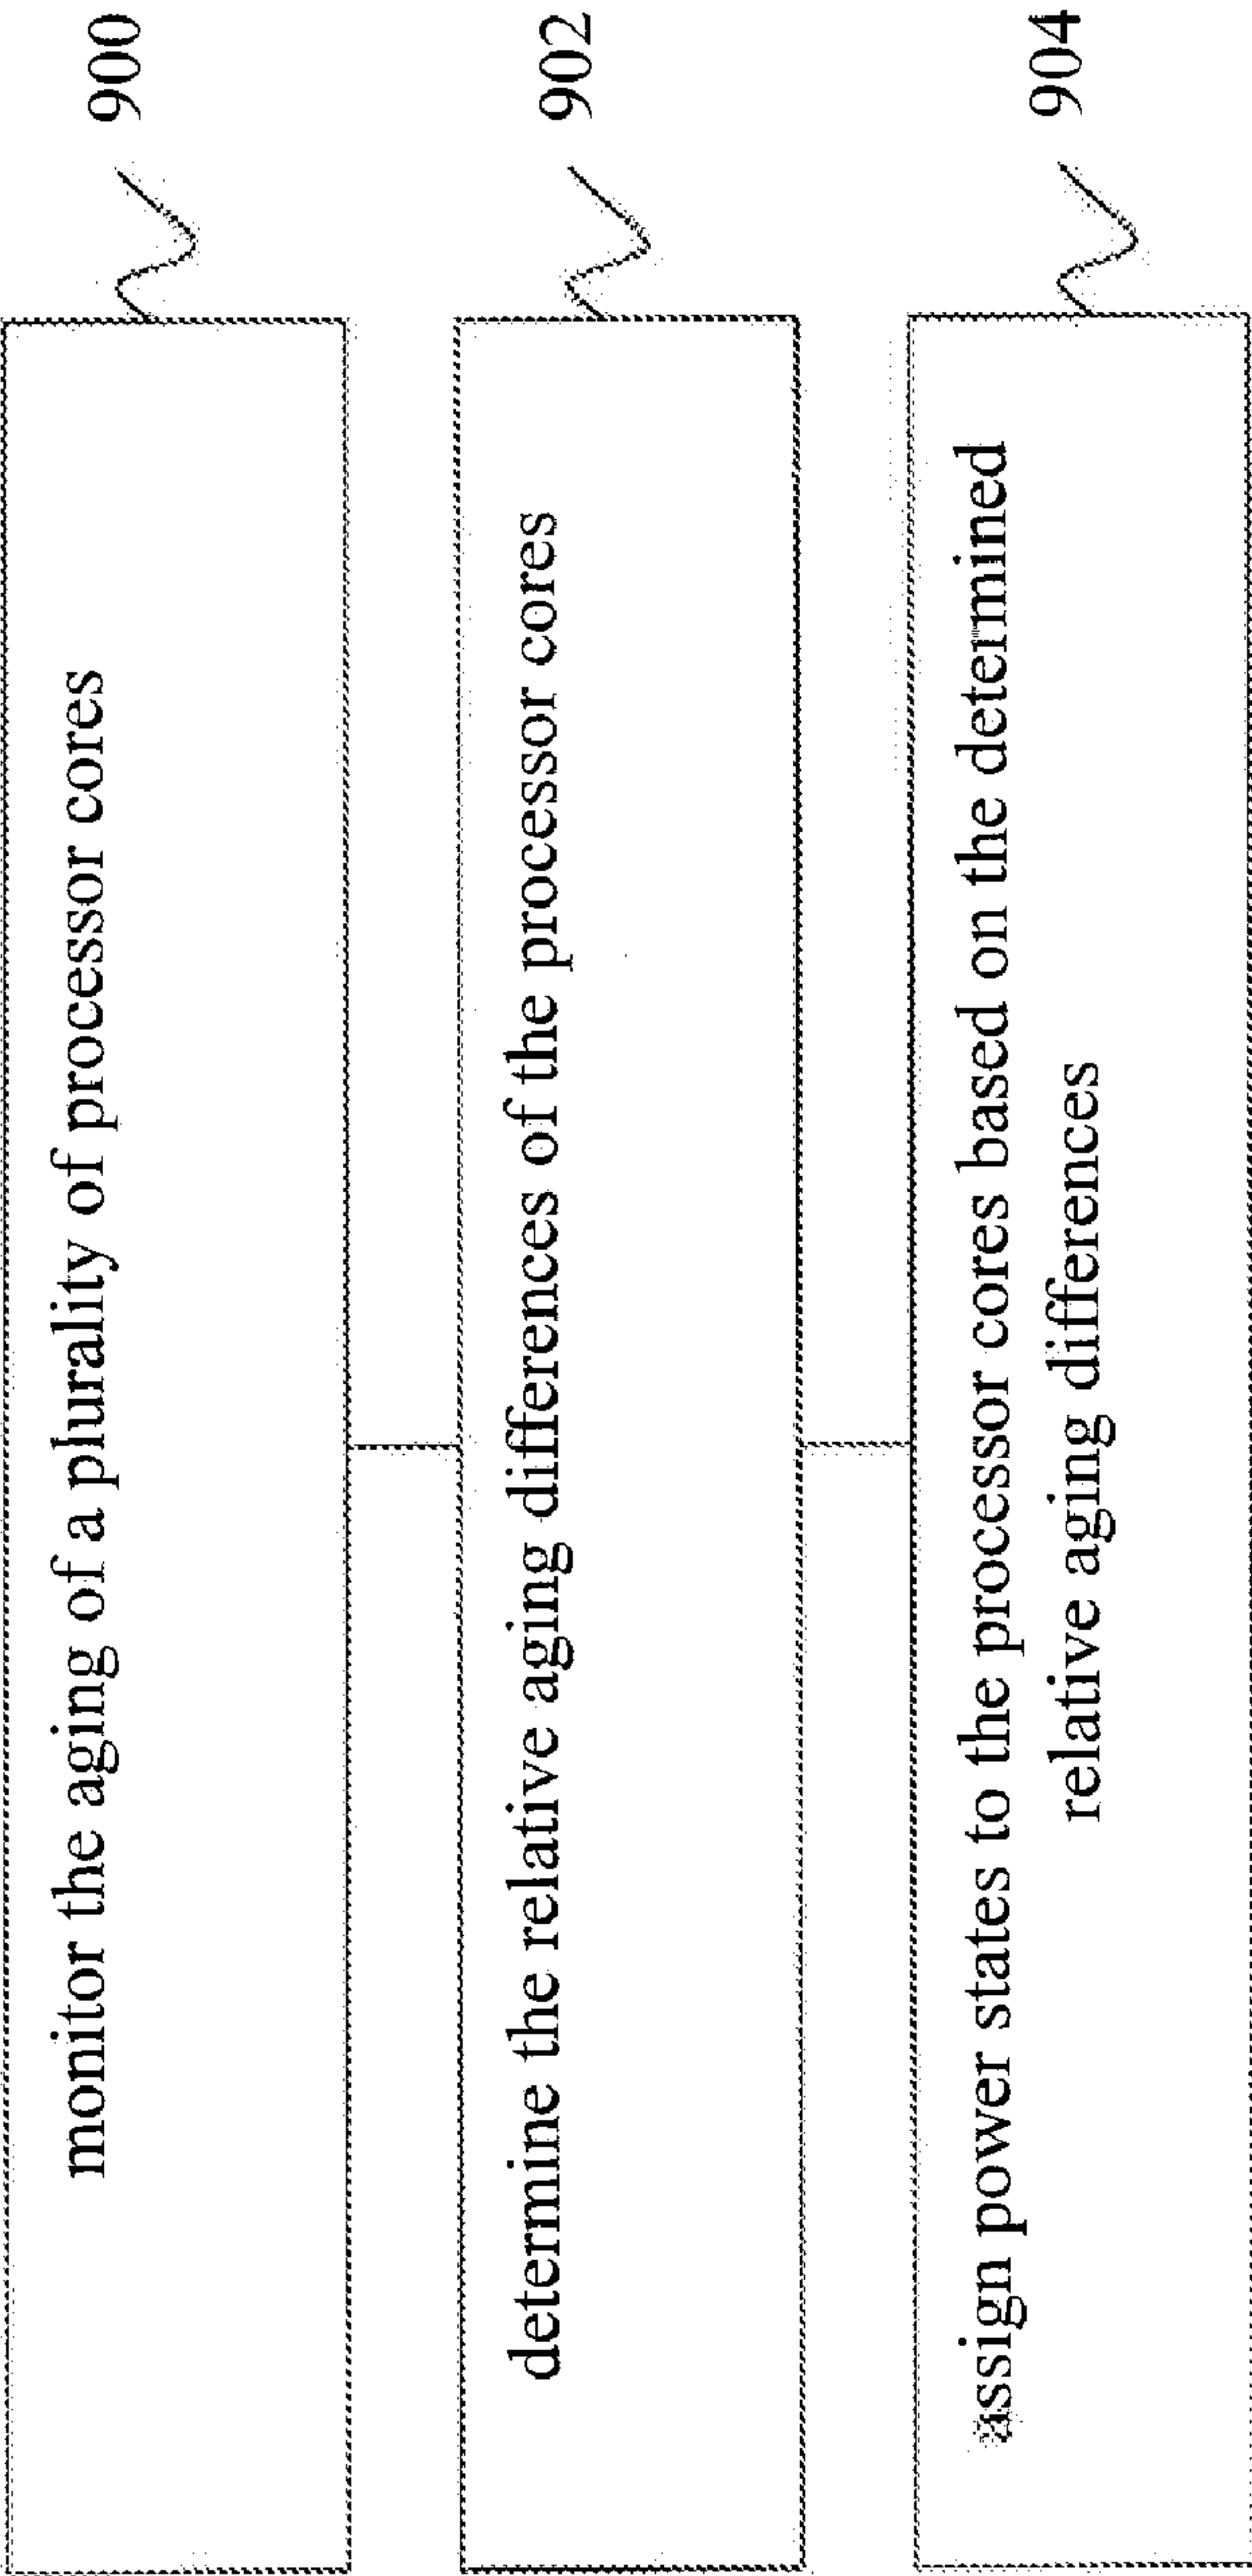 monitor the aging of a plurality of processor cores
900
determine the relative aging differences of the processor cores
902
assign power states to the processor cores based on the determined
relative aging differences
904